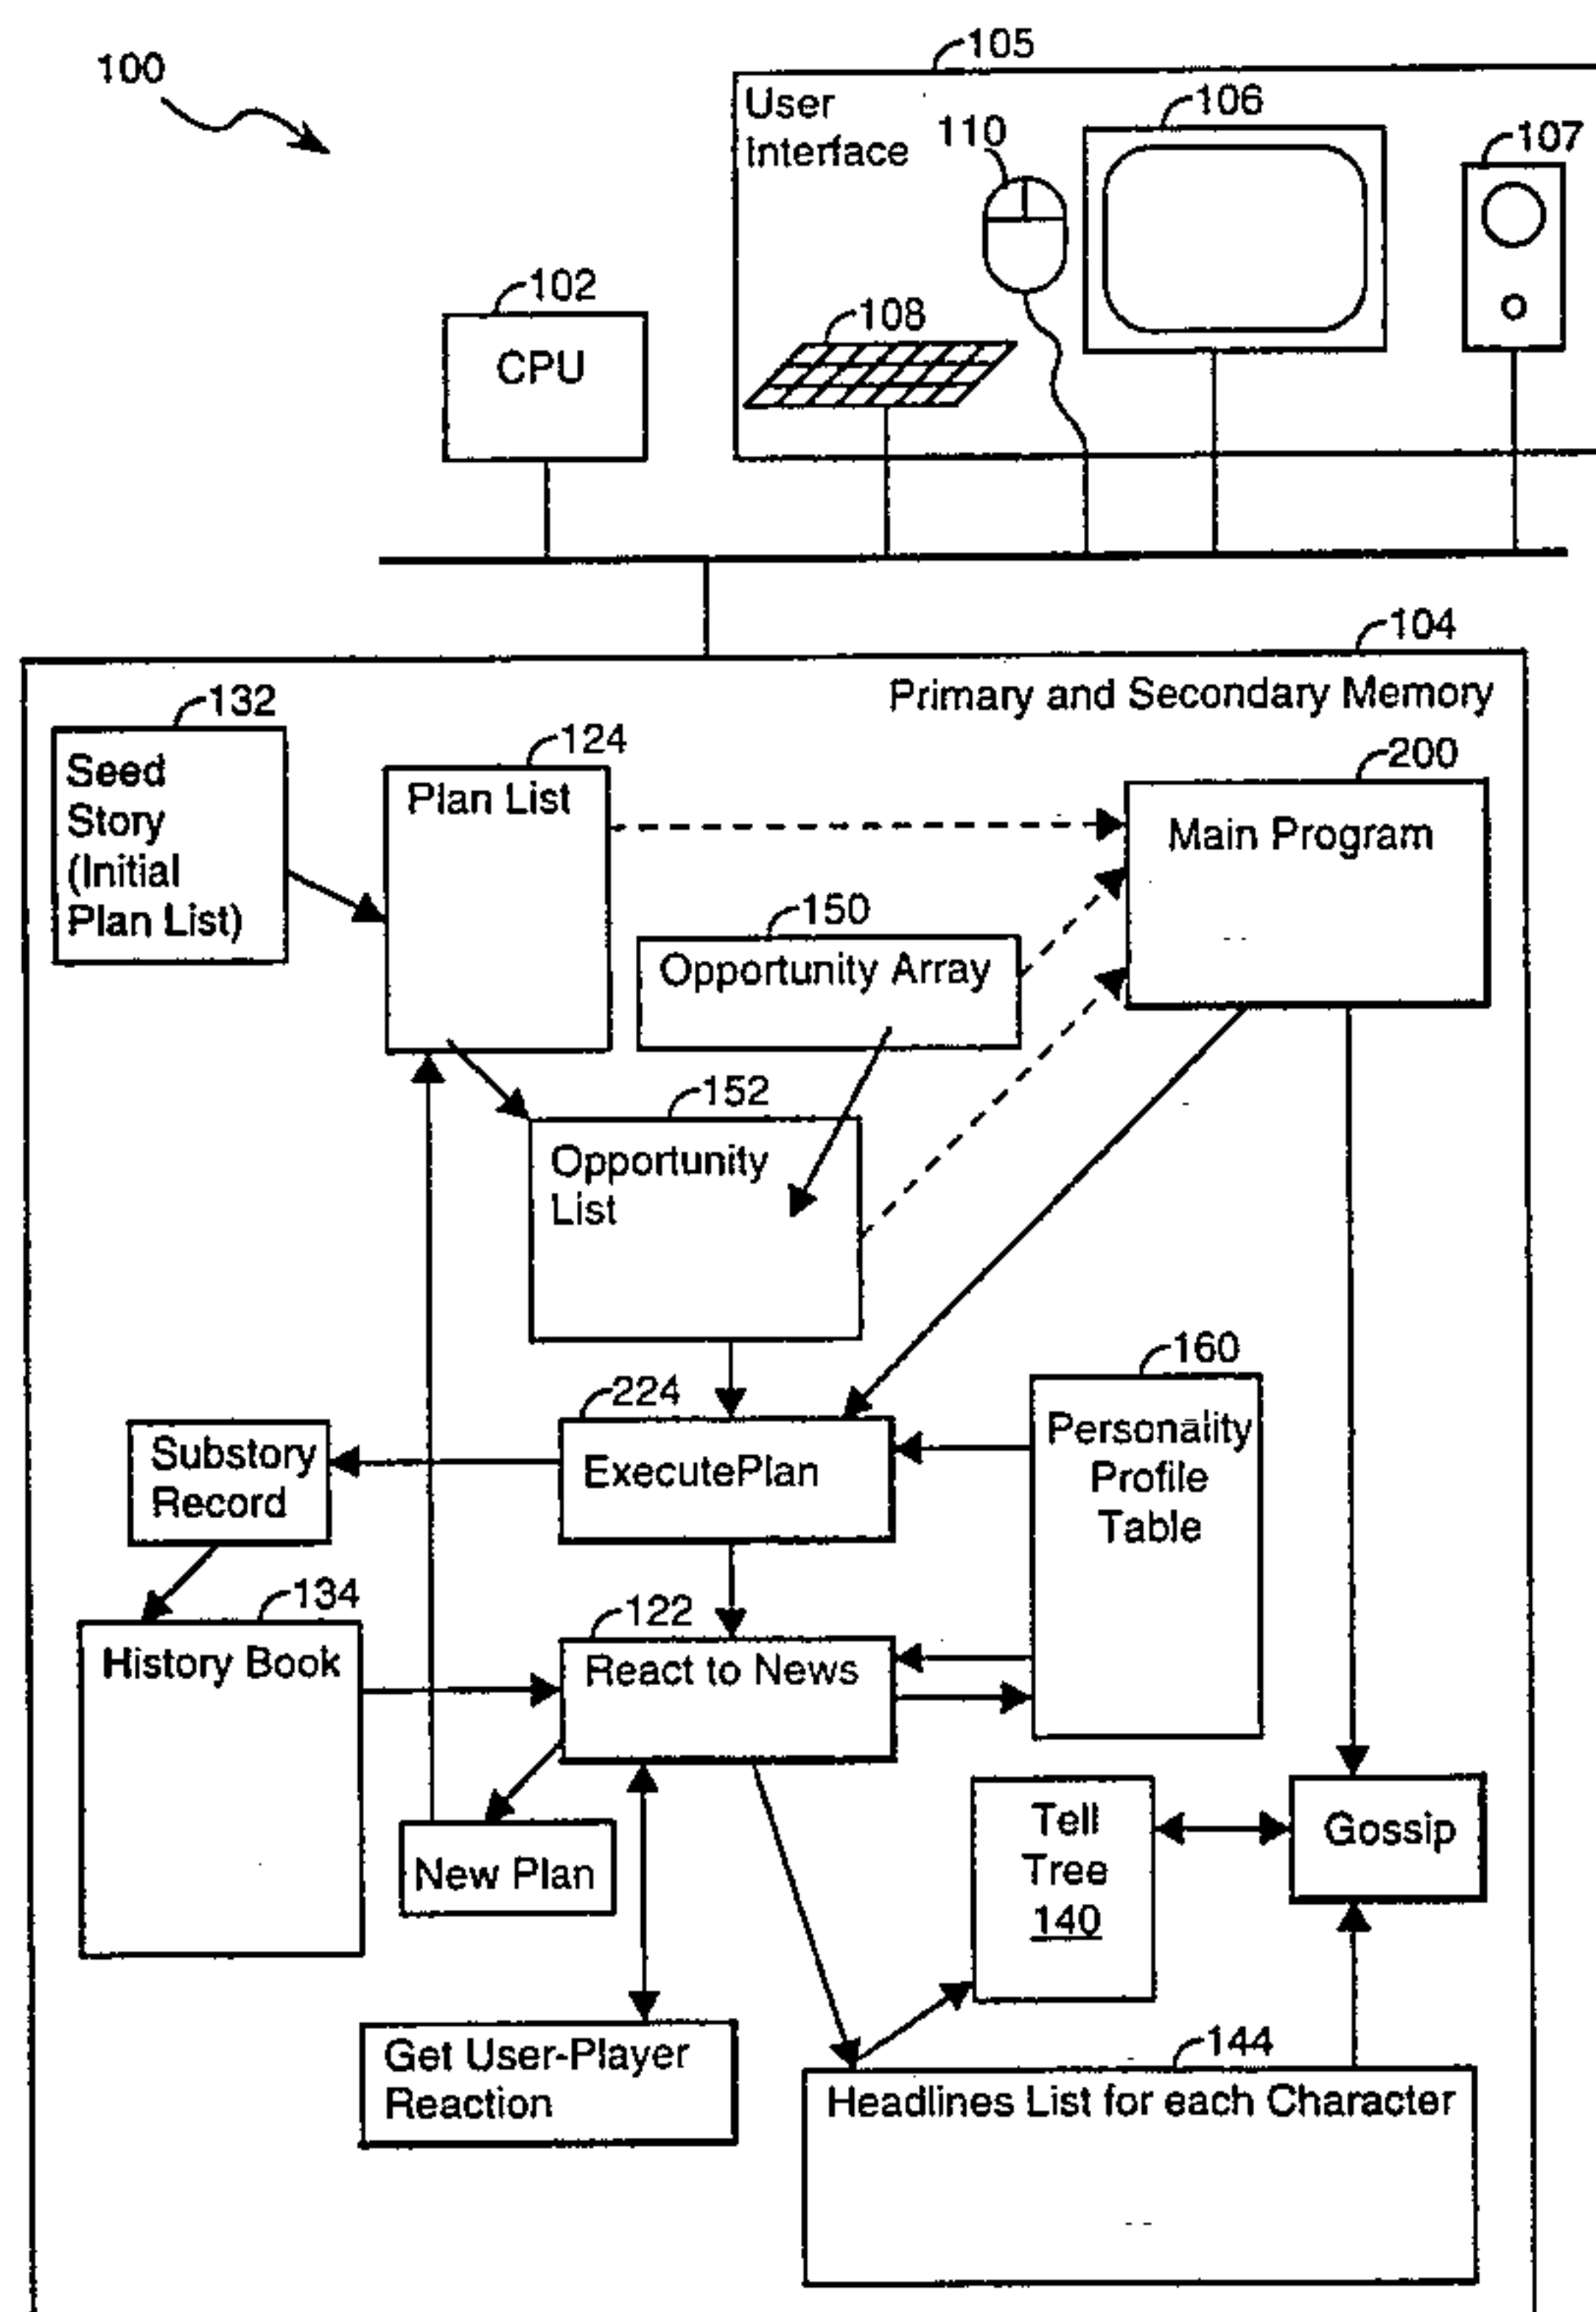 100
105
User
Interface
110
106
107
102
CPU
108
104
Primary and Secondary Memory
132
Seed
Story
(Initial
Plan List)
124
Plan List
200
Main Program
150
Opportunity Array
152
Opportunity
List
160
Personality
Profile
Table
224
ExecutePlan
Substory
Record
134
History Book
122
React to News
New Plan
Tell
Tree
140
Gossip
Get User-Player
Reaction
144
Headlines List for each Character